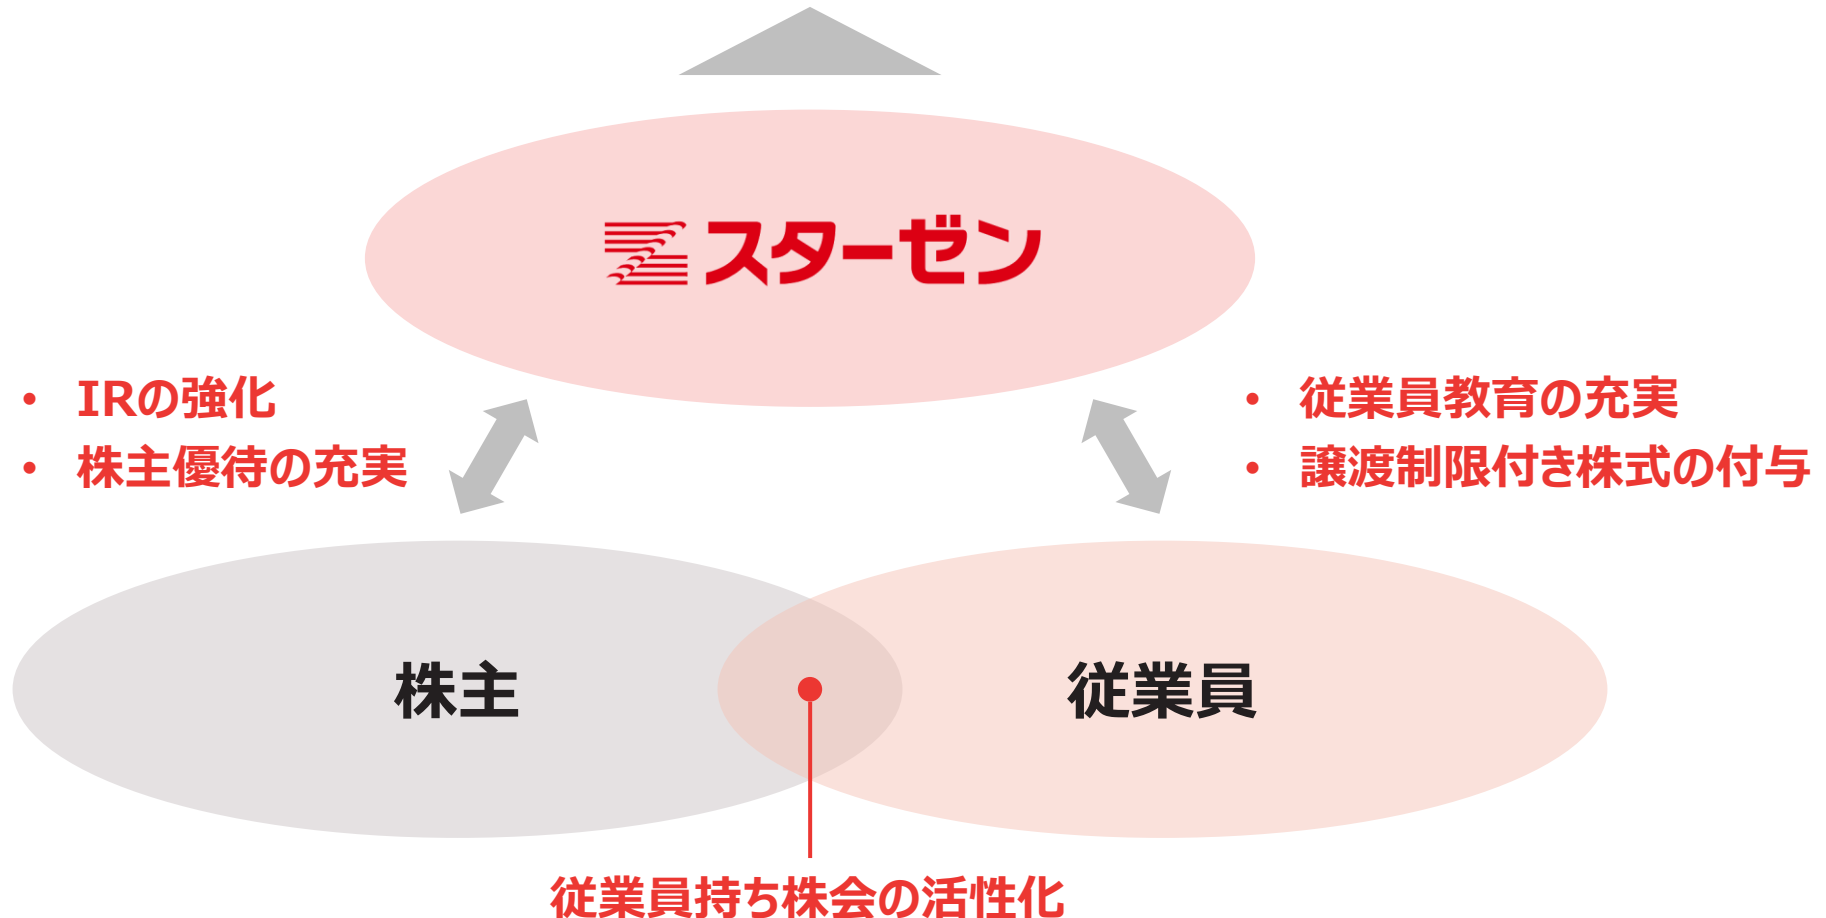 スターゼン
• IRの強化
• 株主優待の充実
• 従業員教育の充実
• 譲渡制限付き株式の付与
株主
従業員
従業員持ち株会の活性化